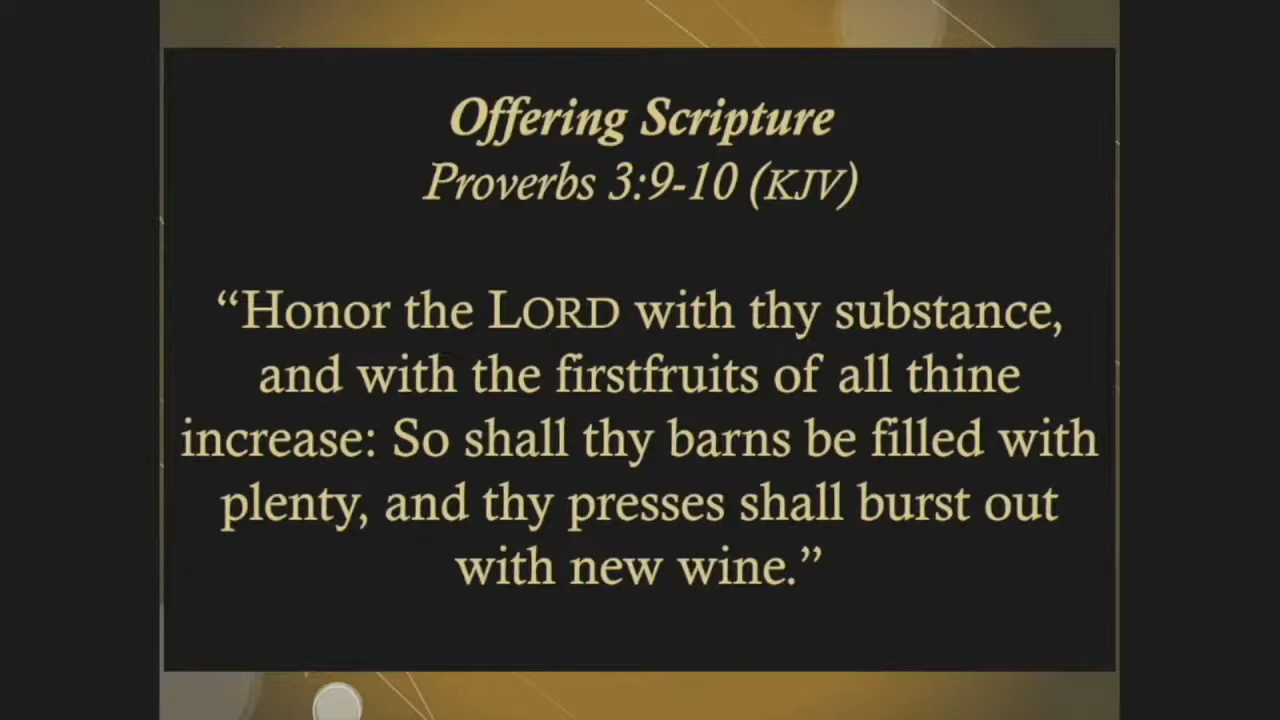 Offering Scripture
Proverbs 3:9-10 (KJV)
“Honor the LORD with thy substance,
and with the firstfruits of all thine
increase: So shall thy barns be filled with
plenty, and thy presses shall burst out
with new wine.”